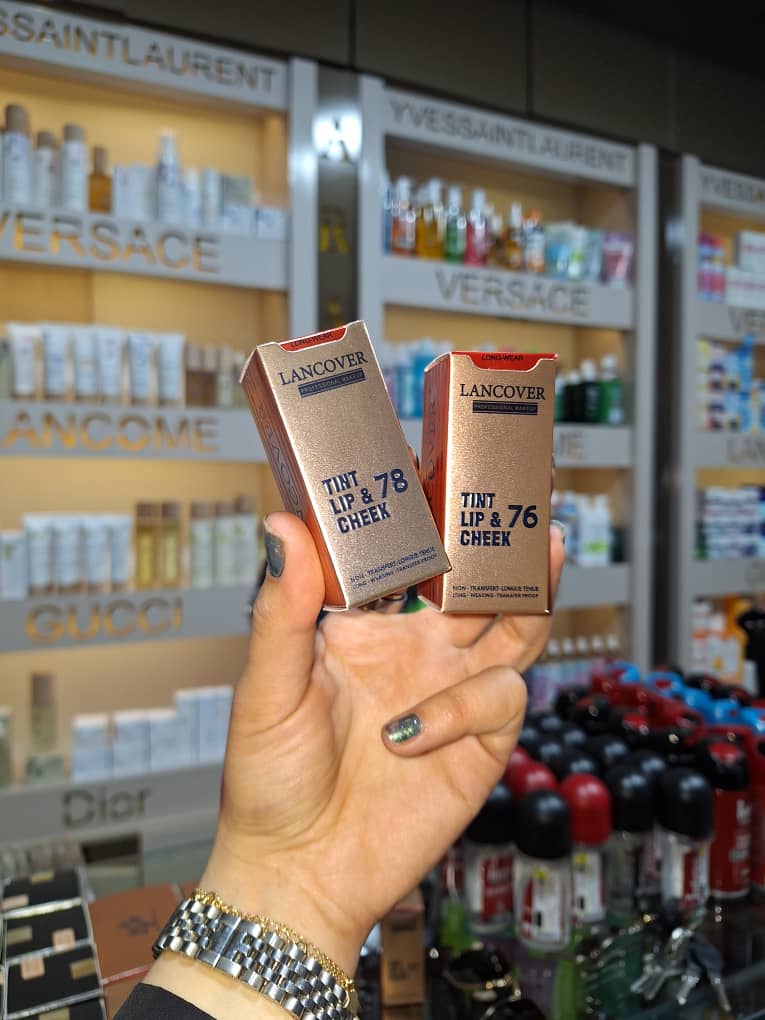 YVESSAINTLAURENT
YVESSAINTLAURENT
VERSACE
VERSACE
LANCOME
GUCCI
Dior
LONG-WEAR
LANCOVER
PROFESSIONAL MAKEUP
TINT
LIP & 78
CHEEK
NON - TRANSFERT-LONGUE TENUE
LONG - WEARING - TRANSFER PROOF
LONG-WEAR
LANCOVER
PROFESSIONAL MAKEUP
TINT
LIP & 76
CHEEK
NON - TRANSFERT-LONGUE TENUE
LONG - WEARING - TRANSFER PROOF